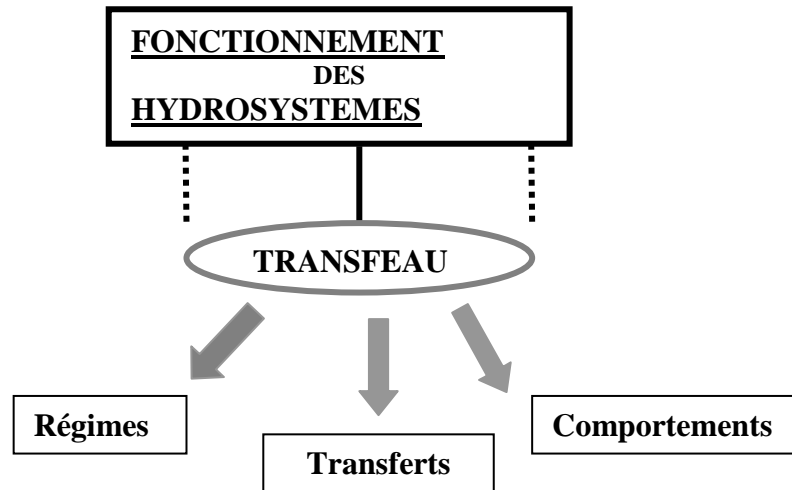 FONCTIONNEMENT
DES
HYDROSYSTEMES
TRANSFEAU
Régimes
Transferts
Comportements